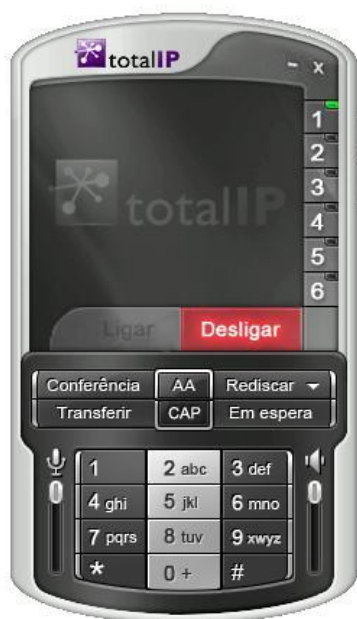 totalIP
- x
1
2
3
4
5
6
totalIP
Ligar Desligar
Conferência AA Rediscar
Transferir CAP Em espera
1 2 abc 3 def
4 ghi 5 jkl 6 mno
7 pqrs 8 tuv 9 xwyz
* 0 + #